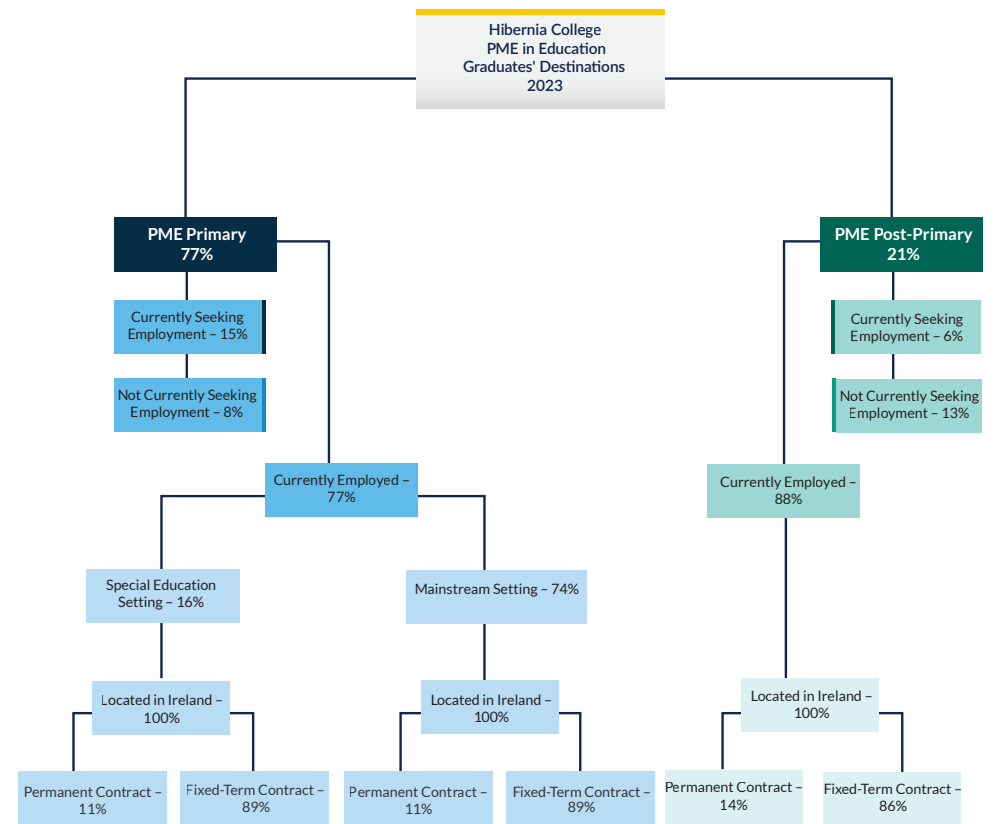 Hibernia College
PME in Education
Graduates' Destinations
2023
PME Primary
77%
PME Post-Primary
21%
Currently Seeking
Employment – 15%
Currently Seeking
Employment – 6%
Not Currently Seeking
Employment – 8%
Not Currently Seeking
Employment – 13%
Currently Employed –
77%
Currently Employed –
88%
Special Education
Setting – 16%
Mainstream Setting – 74%
Located in Ireland –
100%
Located in Ireland –
100%
Located in Ireland –
100%
Permanent Contract –
11%
Fixed-Term Contract –
89%
Permanent Contract –
11%
Fixed-Term Contract –
89%
Permanent Contract –
14%
Fixed-Term Contract –
86%